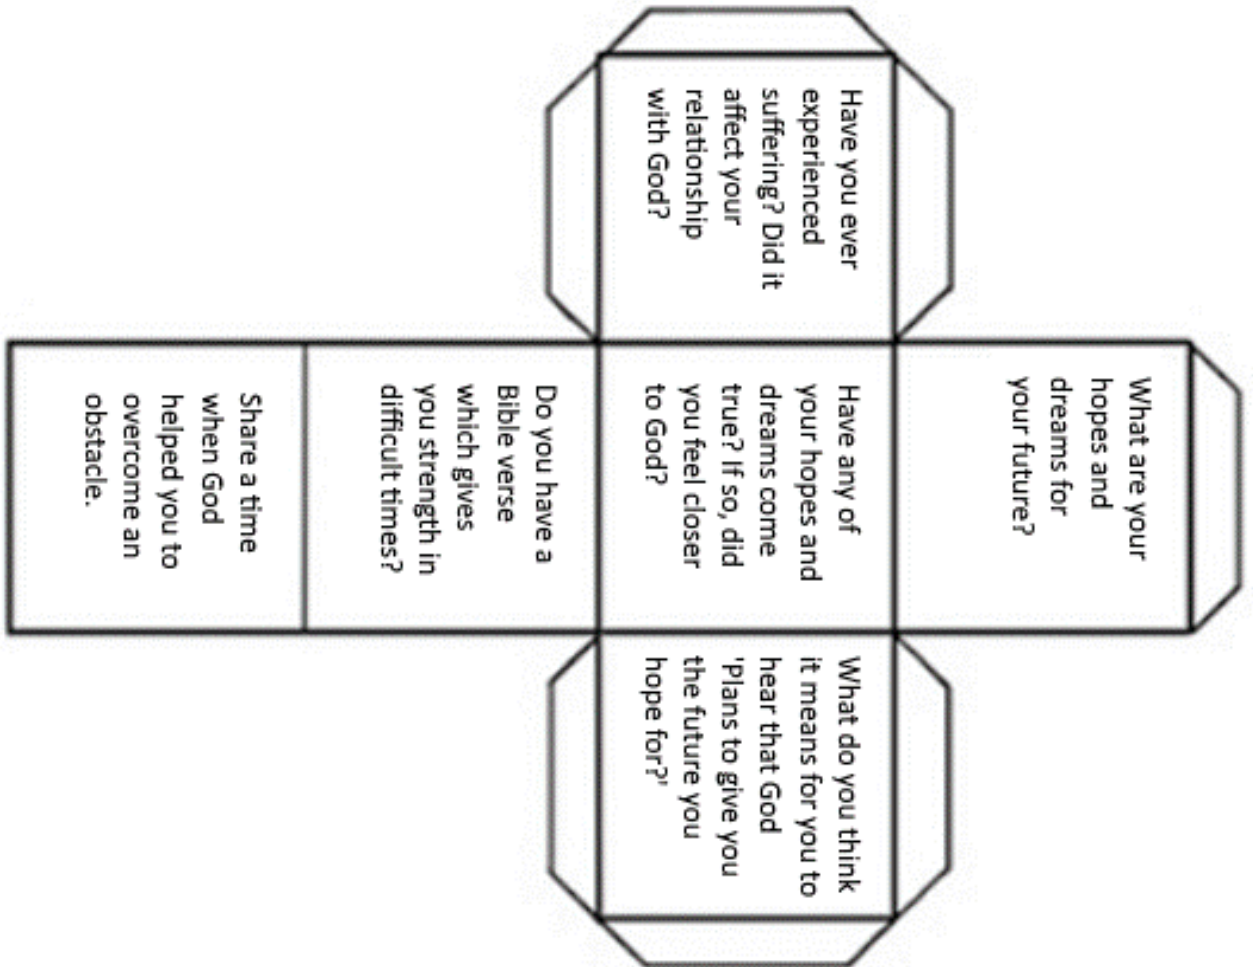 What are your
hopes and
dreams for
your future?
Have you ever
experienced
suffering? Did it
affect your
relationship
with God?
Have any of
your hopes and
dreams come
true? If so, did
you feel closer
to God?
What do you think
it means for you to
hear that God
'Plans to give you
the future you
hope for?'
Do you have a
Bible verse
which gives
you strength in
difficult times?
Share a time
when God
helped you to
overcome an
obstacle.